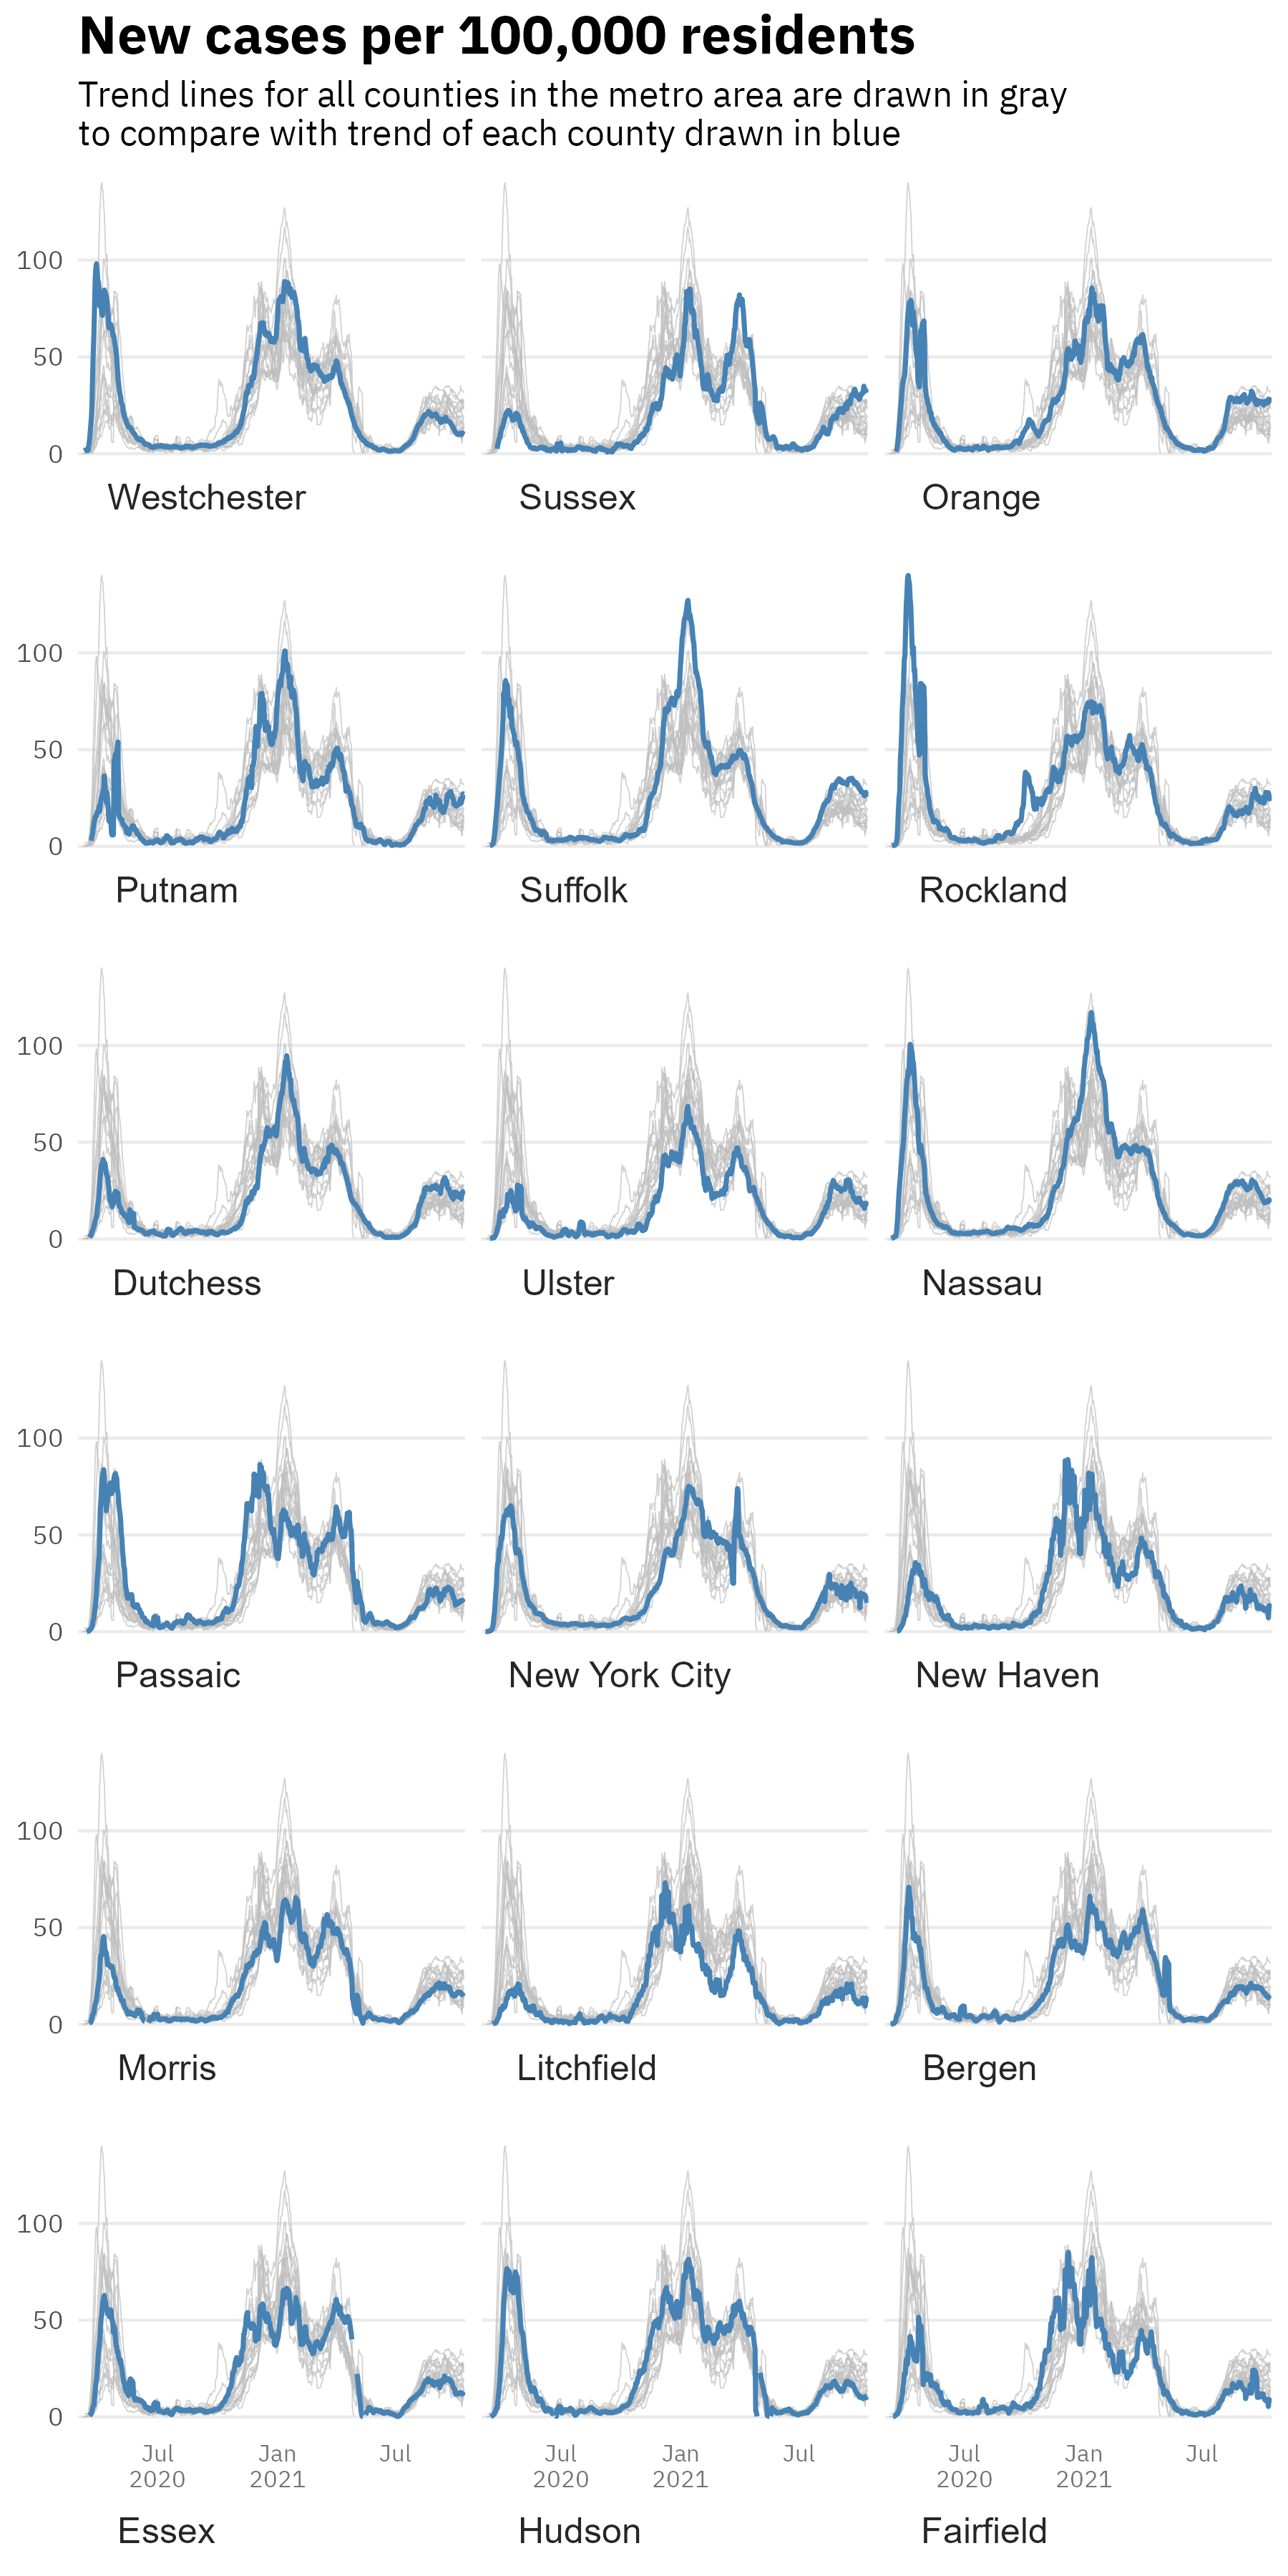 New cases per 100,000 residents
Trend lines for all counties in the metro area are drawn in gray
to compare with trend of each county drawn in blue
100
50
0
Westchester Sussex Orange
100
50
0
Putnam Suffolk Rockland
100
50
0
Dutchess Ulster Nassau
100
50
0
Passaic New York City New Haven
100
50
0
Morris Litchfield Bergen
100
50
0
Jul Jan Jul Jul Jan Jul Jul Jan Jul
2020 2021 2020 2021 2020 2021
Essex Hudson Fairfield